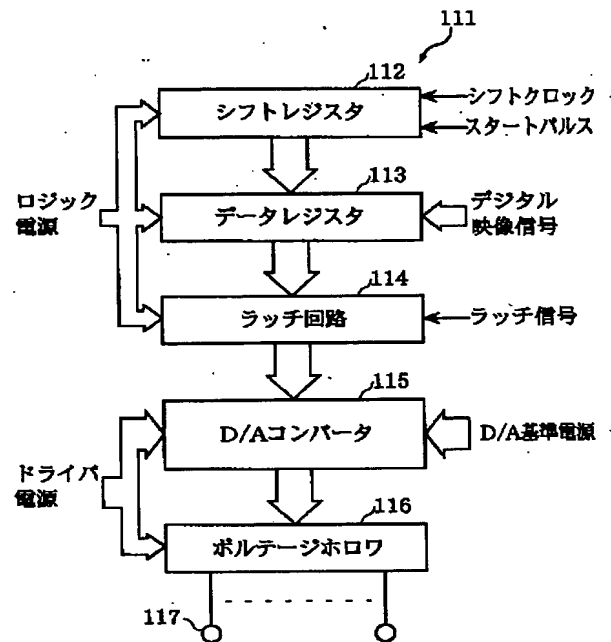 111
112
シフトレジスタ
シフトクロック
スタートパルス
113
ロジック
電源
データレジスタ
デジタル
映像信号
114
ラッチ回路
ラッチ信号
115
D/Aコンバータ
D/A基準電源
ドライバ
電源
116
ボルテージホロワ
117